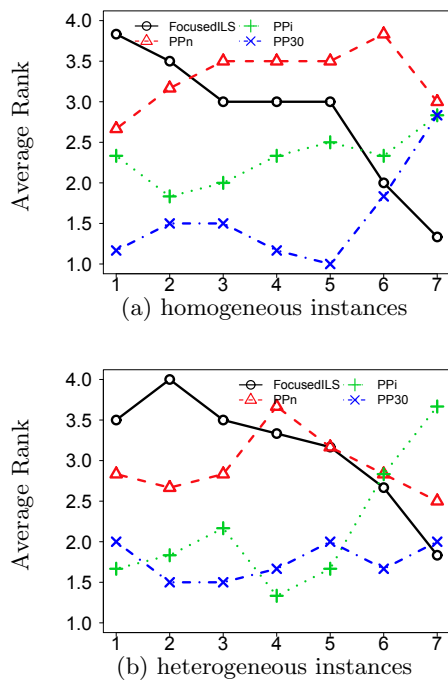 FocusedILS PPi
PPn PP30
4.0
3.5
3.0
2.5
2.0
1.5
1.0
Average Rank
1 2 3 4 5 6 7
(a) homogeneous instances
FocusedILS PPi
PPn PP30
4.0
3.5
3.0
2.5
2.0
1.5
1.0
Average Rank
1 2 3 4 5 6 7
(b) heterogeneous instances